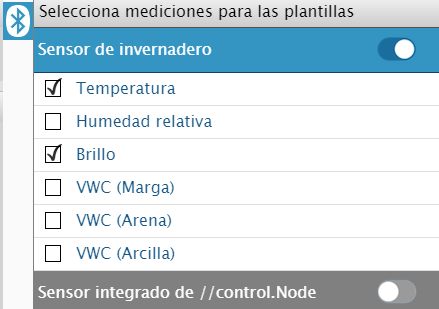 Selecciona mediciones para las plantillas
Sensor de invernadero
Temperatura
Humedad relativa
Brillo
VWC (Marga)
VWC (Arena)
VWC (Arcilla)
Sensor integrado de //control.Node